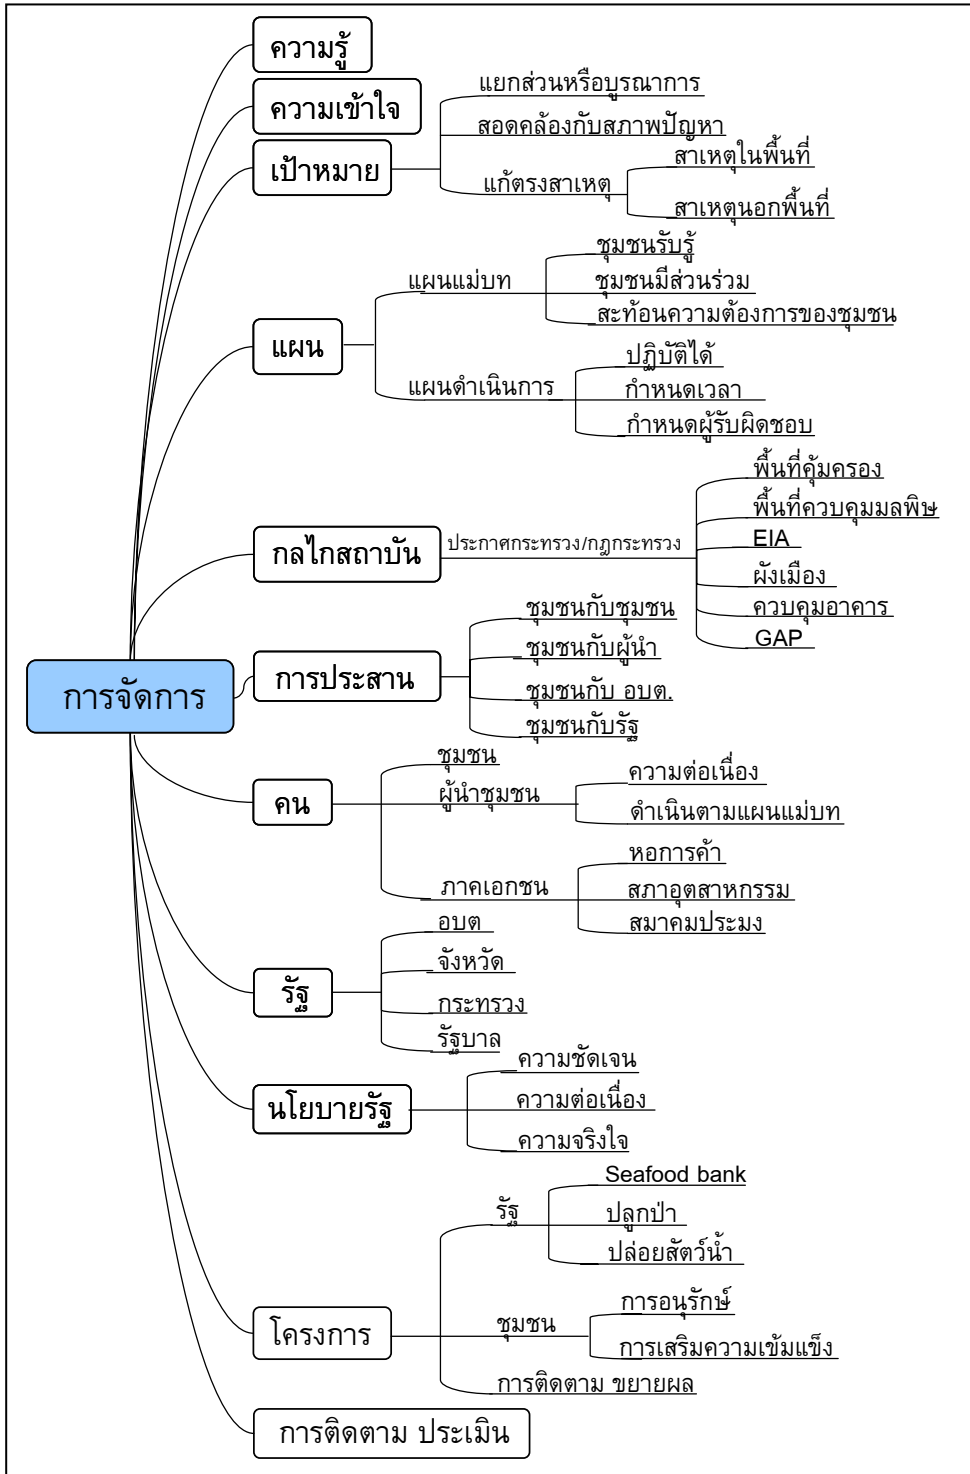 ความรู้
ความเข้าใจ
เป้าหมาย
แยกส่วนหรือบูรณาการ
สอดคล้องกับสภาพปัญหา
แก้ตรงสาเหตุ
สาเหตุในพื้นที่
สาเหตุนอกพื้นที่
แผน
แผนแม่บท
ชุมชนรับรู้
ชุมชนมีส่วนร่วม
สะท้อนความต้องการของชุมชน
แผนดำเนินการ
ปฏิบัติได้
กำหนดเวลา
กำหนดผู้รับผิดชอบ
กลไกสถาบัน
ประกาศกระทรวง/กฎกระทรวง
พื้นที่คุ้มครอง
พื้นที่ควบคุมมลพิษ
EIA
ผังเมือง
ควบคุมอาคาร
GAP
การจัดการ
การประสาน
ชุมชนกับชุมชน
ชุมชนกับผู้นำ
ชุมชนกับ อบต.
ชุมชนกับรัฐ
คน
ชุมชน
ผู้นำชุมชน
ความต่อเนื่อง
ดำเนินตามแผนแม่บท
ภาคเอกชน
หอการค้า
สภาอุตสาหกรรม
สมาคมประมง
รัฐ
อบต
จังหวัด
กระทรวง
รัฐบาล
นโยบายรัฐ
ความชัดเจน
ความต่อเนื่อง
ความจริงใจ
โครงการ
รัฐ
Seafood bank
ปลูกป่า
ปล่อยสัตว์น้ำ
ชุมชน
การอนุรักษ์
การเสริมความเข้มแข็ง
การติดตาม ขยายผล
การติดตาม ประเมิน